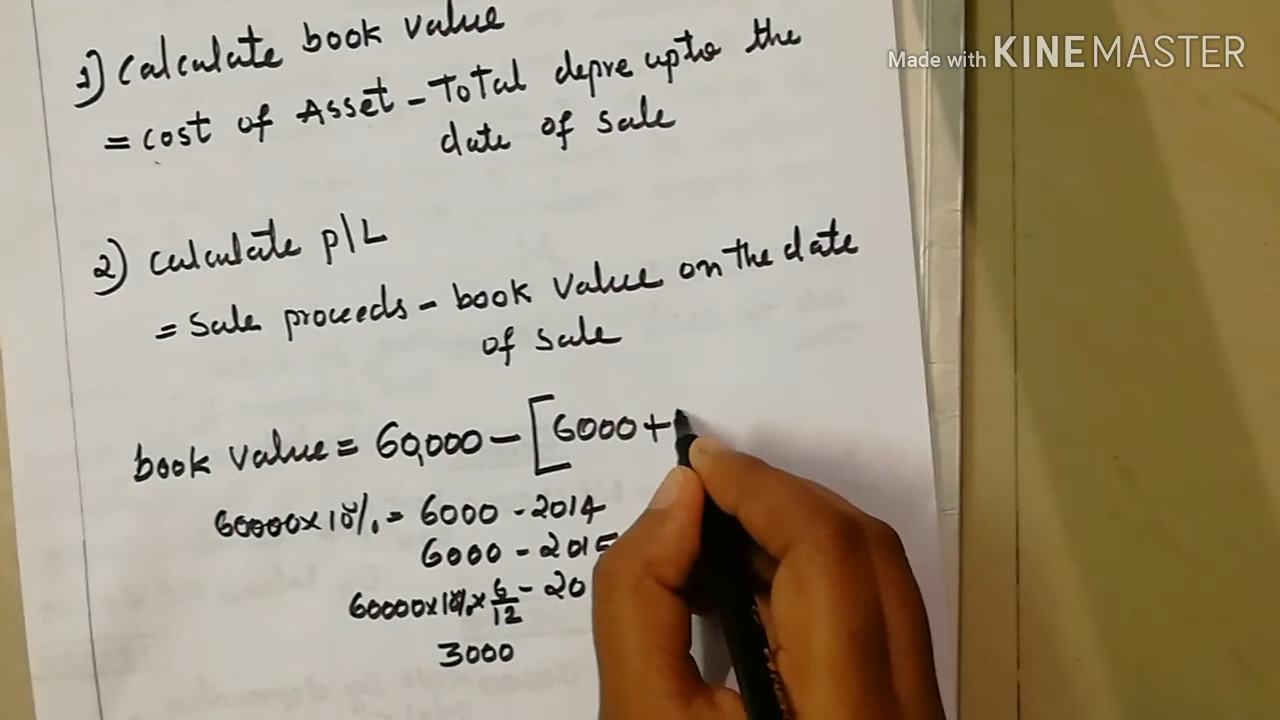 Made with KINEMASTER
1) Calculate book value
= cost of Asset - Total depre upto the
date of sale
2) Calculate P/L
= Sale proceeds - book value on the date
of sale
book value = 60,000 - [6000 +
60000 x 10% = 6000 - 2014
6000 - 2015
60000 x 10% x 6/12 - 20
3000